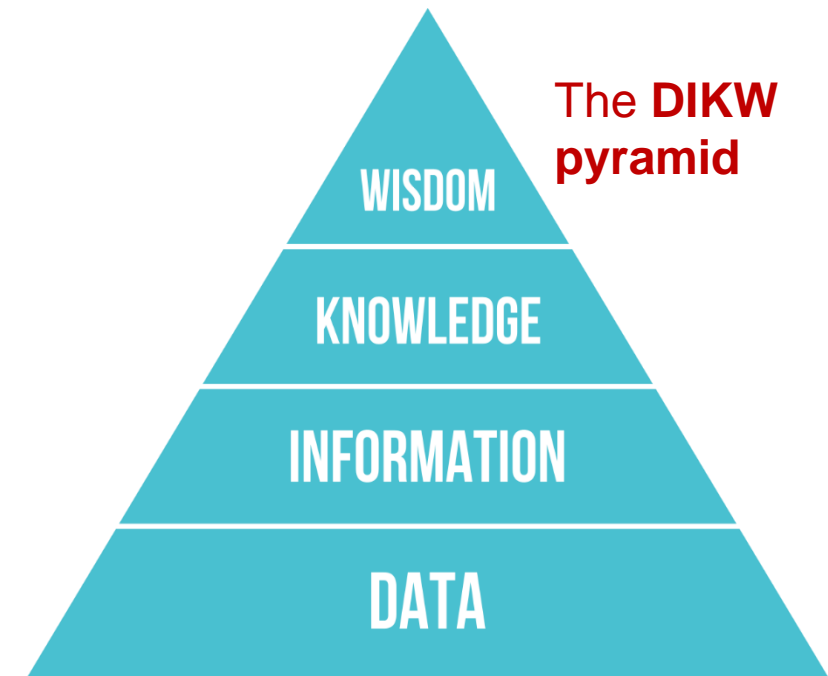 The DIKW
pyramid
WISDOM
KNOWLEDGE
INFORMATION
DATA